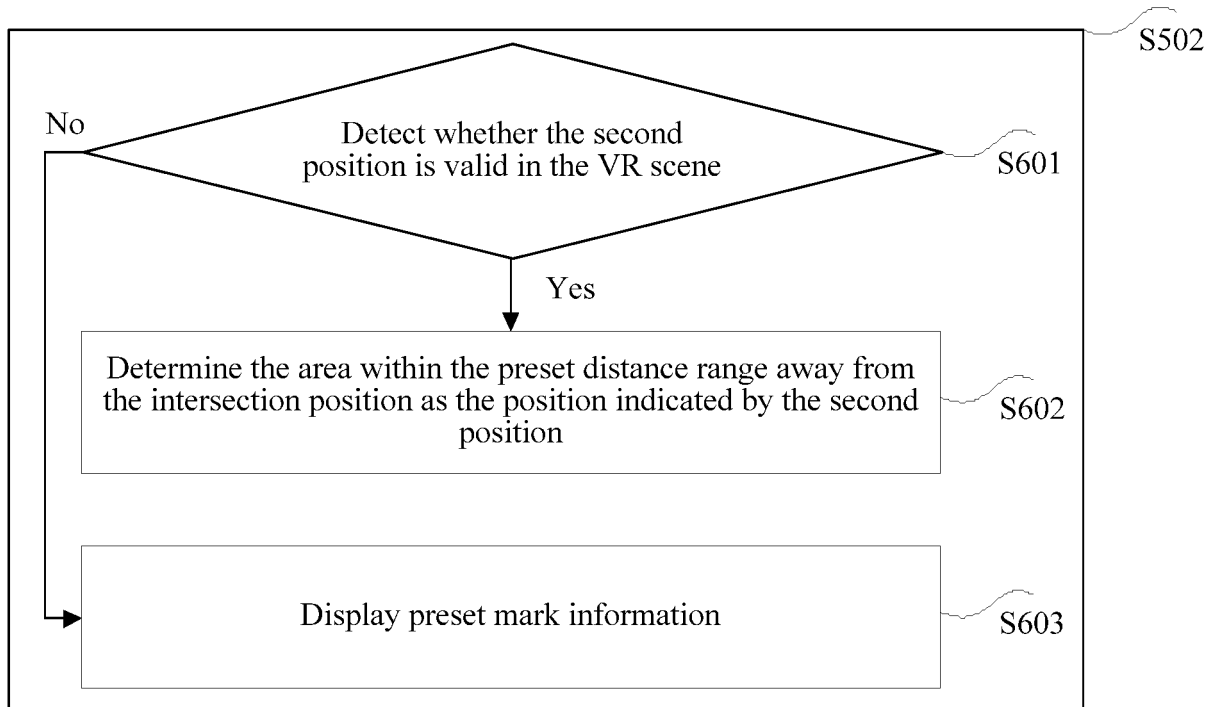 S502
No
Detect whether the second
position is valid in the VR scene
S601
Yes
Determine the area within the preset distance range away from
the intersection position as the position indicated by the second
position
S602
Display preset mark information
S603